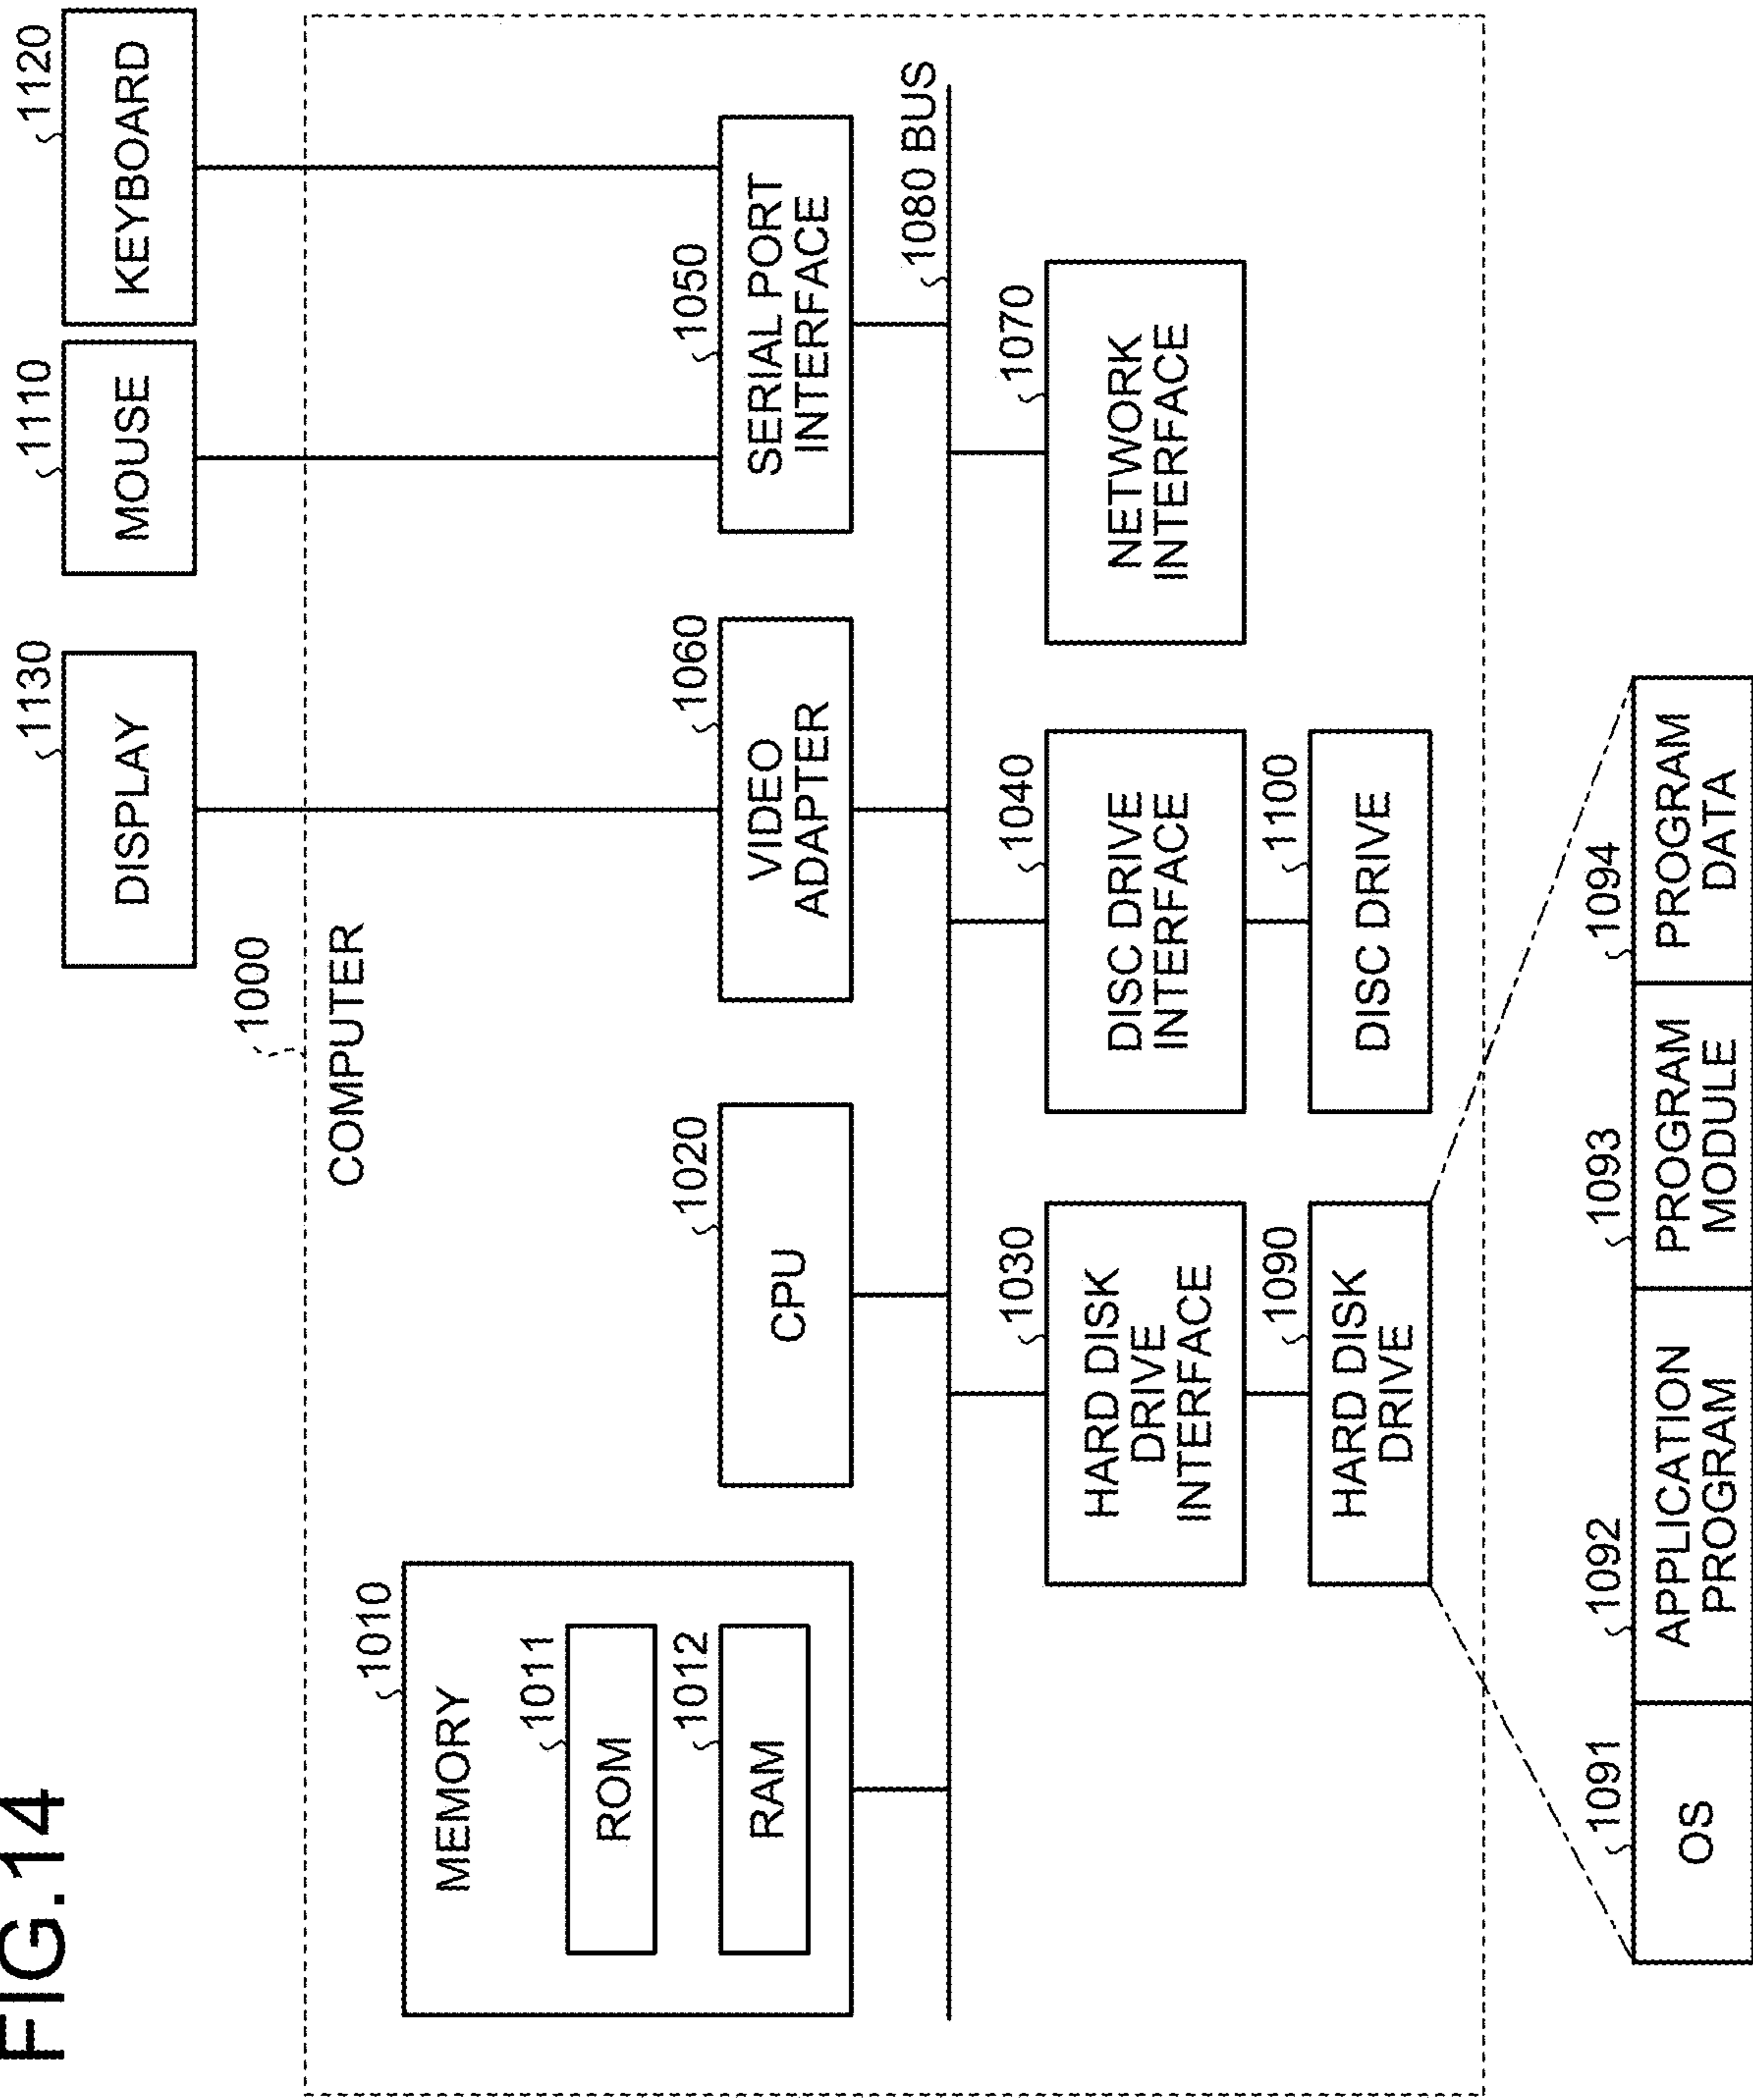 FIG.14
1130
DISPLAY
1110
MOUSE
1120
KEYBOARD
1000
COMPUTER
1010
MEMORY
1011
ROM
1012
RAM
1020
CPU
1060
VIDEO
ADAPTER
1050
SERIAL PORT
INTERFACE
1080 BUS
1030
HARD DISK
DRIVE
INTERFACE
1040
DISC DRIVE
INTERFACE
1070
NETWORK
INTERFACE
1090
HARD DISK
DRIVE
1100
DISC DRIVE
1091
OS
1092
APPLICATION
PROGRAM
1093
PROGRAM
MODULE
1094
PROGRAM
DATA